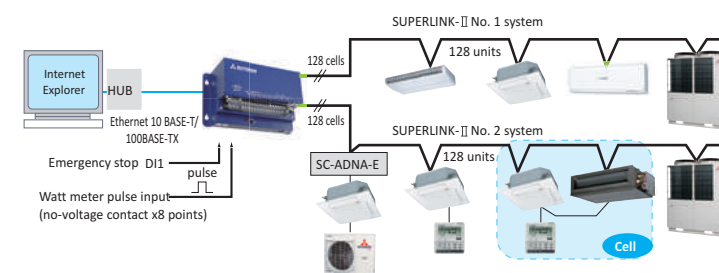 SUPERLINK-Ⅱ No. 1 system
128 cells
128 units
Internet
Explorer
HUB
Ethernet 10 BASE-T/
100BASE-TX
128 cells
SUPERLINK-Ⅱ No. 2 system
128 units
Emergency stop DI1
pulse
SC-ADNA-E
Watt meter pulse input
(no-voltage contact x8 points)
Cell